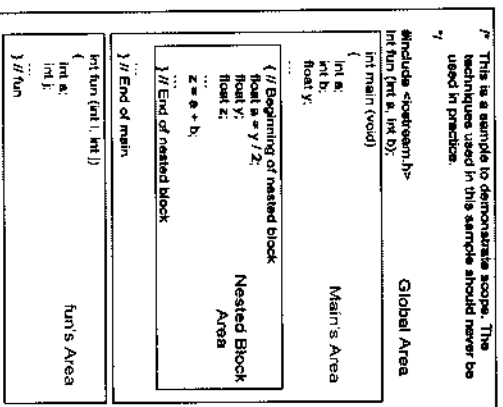 /* This is a sample to demonstrate scope. The
techniques used in this sample should never be
used in practice.
*/
#include <iostream.h>
int fun (int a, int b);
Global Area
int main (void)
{
int a;
int b;
float y;
...
Main's Area
{ // Beginning of nested block
float a = y / 2;
float y;
float z;
...
z = a + b;
...
} // End of nested block
Nested Block
Area
...
} // End of main
int fun (int i, int j)
{
int a;
int j;
...
} // fun
fun's Area